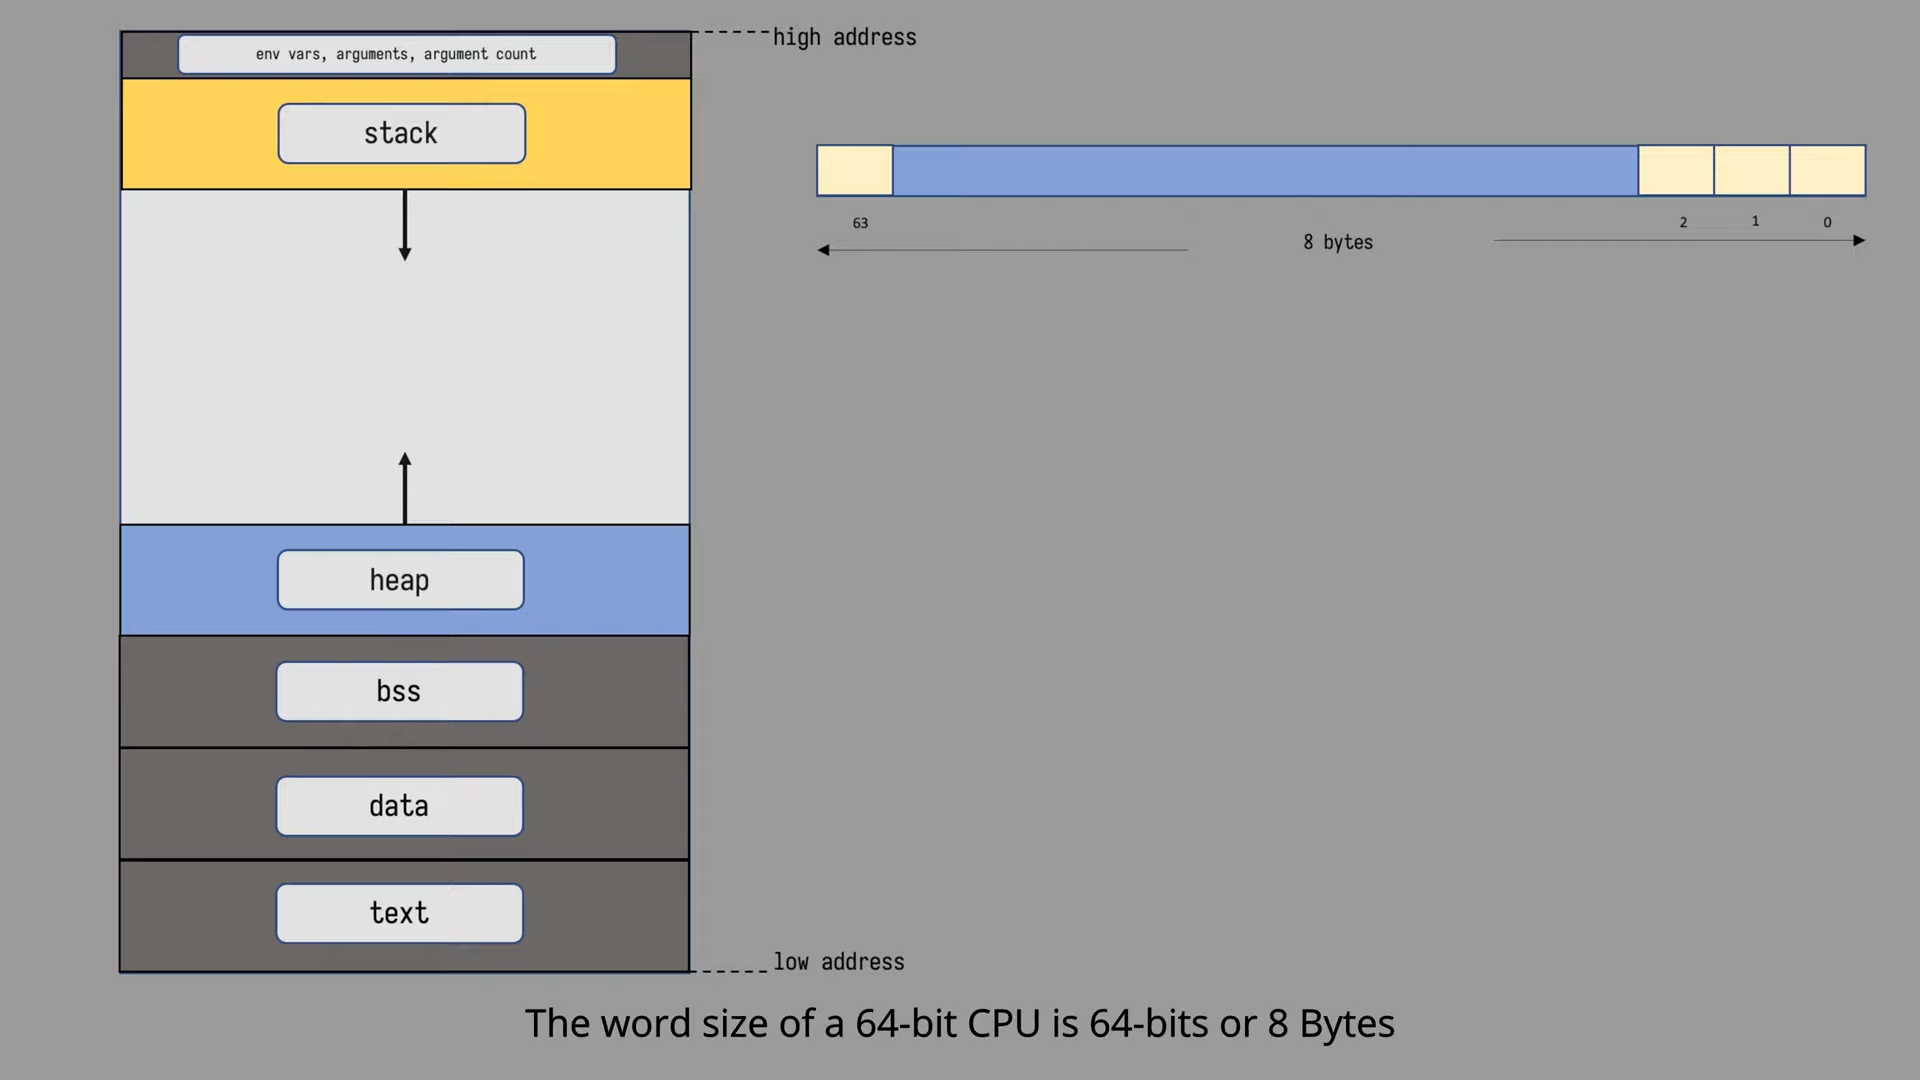 env vars, arguments, argument count
high address
stack
63
2
1
0
8 bytes
heap
bss
data
text
low address
The word size of a 64-bit CPU is 64-bits or 8 Bytes